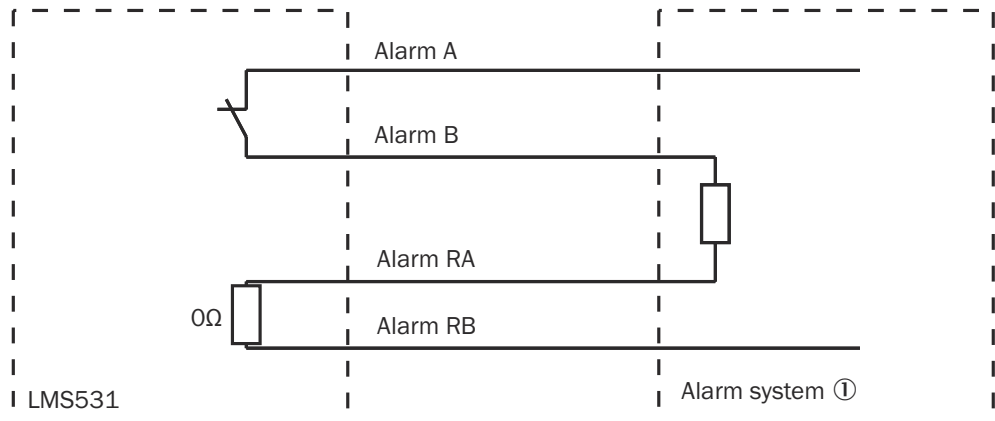 Alarm A
Alarm B
Alarm RA
0Ω
Alarm RB
LMS531
Alarm system ①